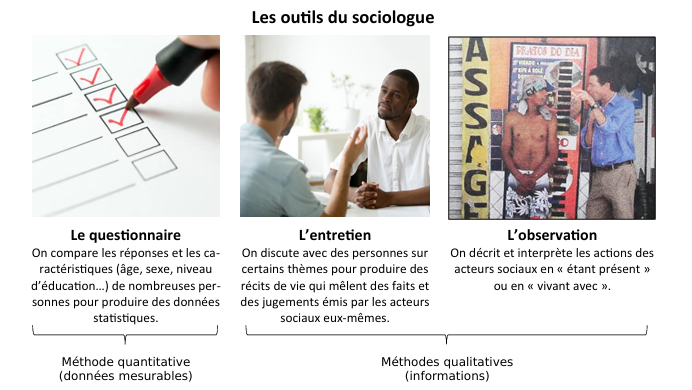 Les outils du sociologue
ASSAGE
PRATOS DO DIA
Le questionnaire
On compare les réponses et les ca-
ractéristiques (âge, sexe, niveau
d'éducation...) de nombreuses per-
sonnes pour produire des données
statistiques.
L'entretien
On discute avec des personnes sur
certains thèmes pour produire des
récits de vie qui mêlent des faits et
des jugements émis par les acteurs
sociaux eux-mêmes.
L'observation
On décrit et interprète les actions des
acteurs sociaux en « étant présent »
ou en « vivant avec ».
Méthode quantitative
(données mesurables)
Méthodes qualitatives
(informations)